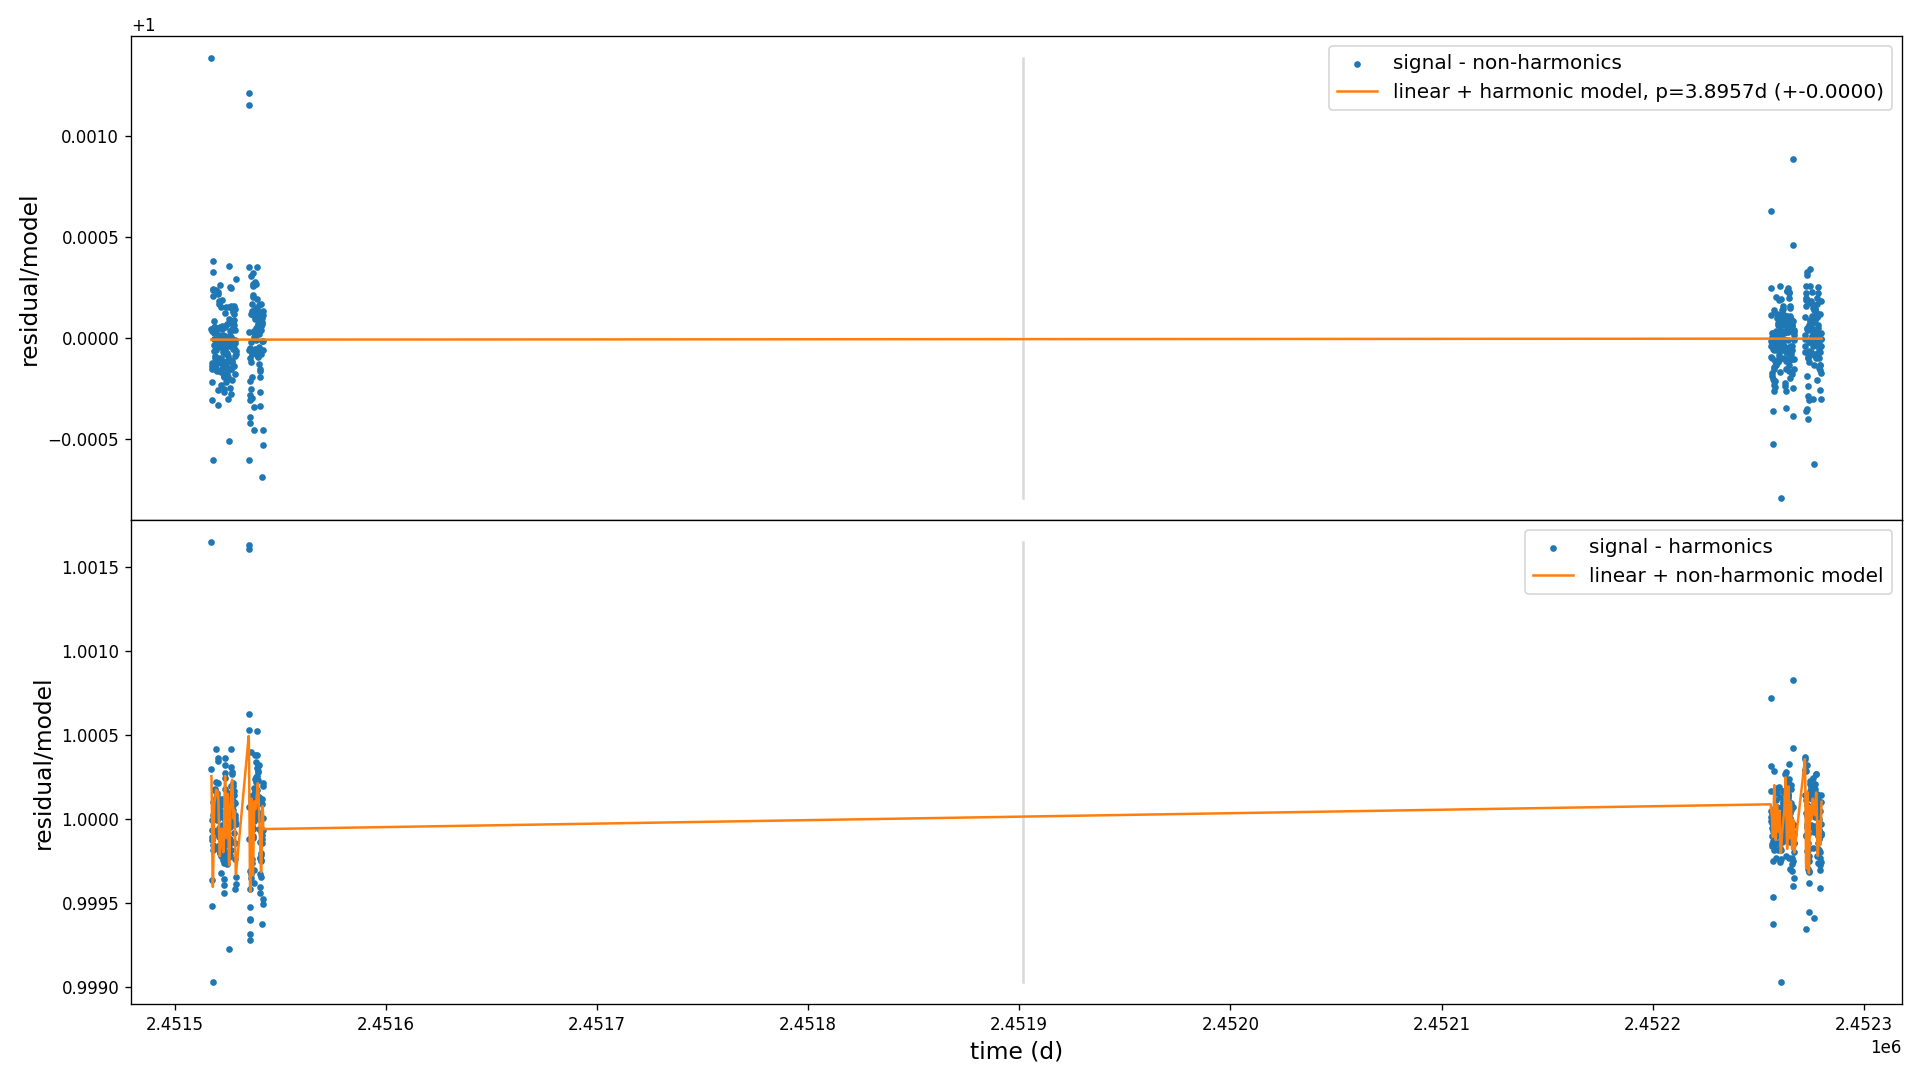 +1
signal - non-harmonics
linear + harmonic model, p=3.8957d (+-0.0000)
0.0010
0.0005
0.0000
−0.0005
residual/model
signal - harmonics
linear + non-harmonic model
1.0015
1.0010
1.0005
1.0000
0.9995
0.9990
residual/model
2.4515 2.4516 2.4517 2.4518 2.4519 2.4520 2.4521 2.4522 2.4523
1e6
time (d)